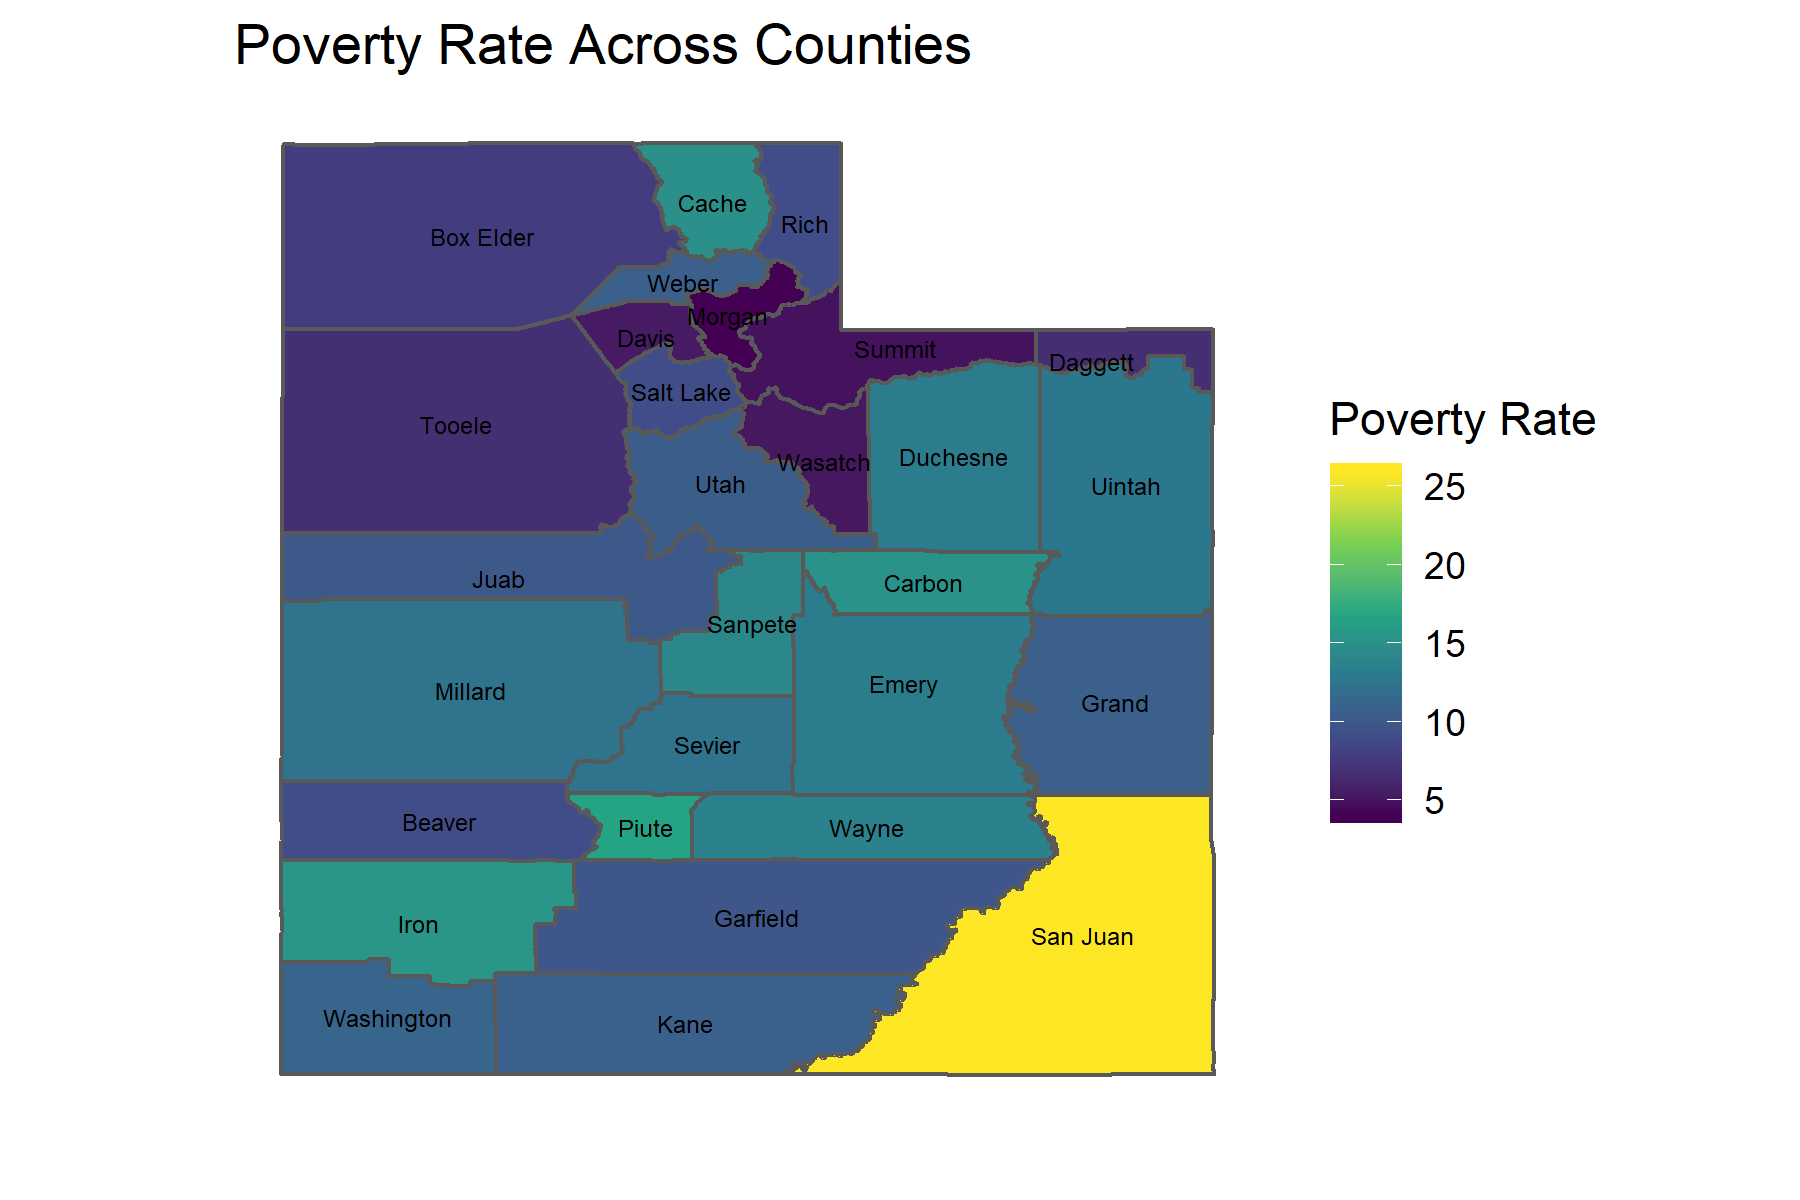 Poverty Rate Across Counties
Cache
Rich
Box Elder
Weber
Morgan
Davis
Summit
Daggett
Salt Lake
Tooele
Wasatch
Duchesne
Utah
Uintah
Juab
Carbon
Sanpete
Emery
Millard
Grand
Sevier
Beaver
Piute
Wayne
Garfield
Iron
San Juan
Washington
Kane
Poverty Rate
25
20
15
10
5